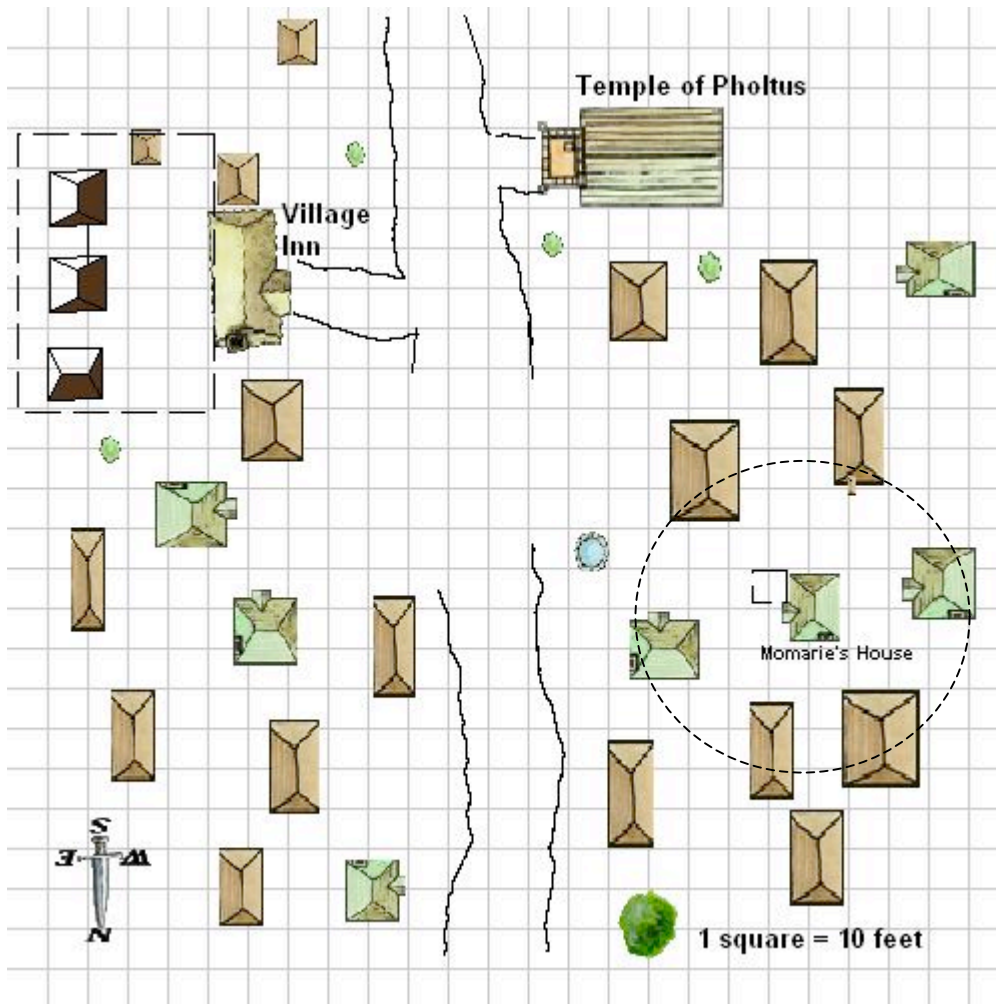 Temple of Pholtus
Village
Inn
Momarie's House
S
E W
N
1 square = 10 feet